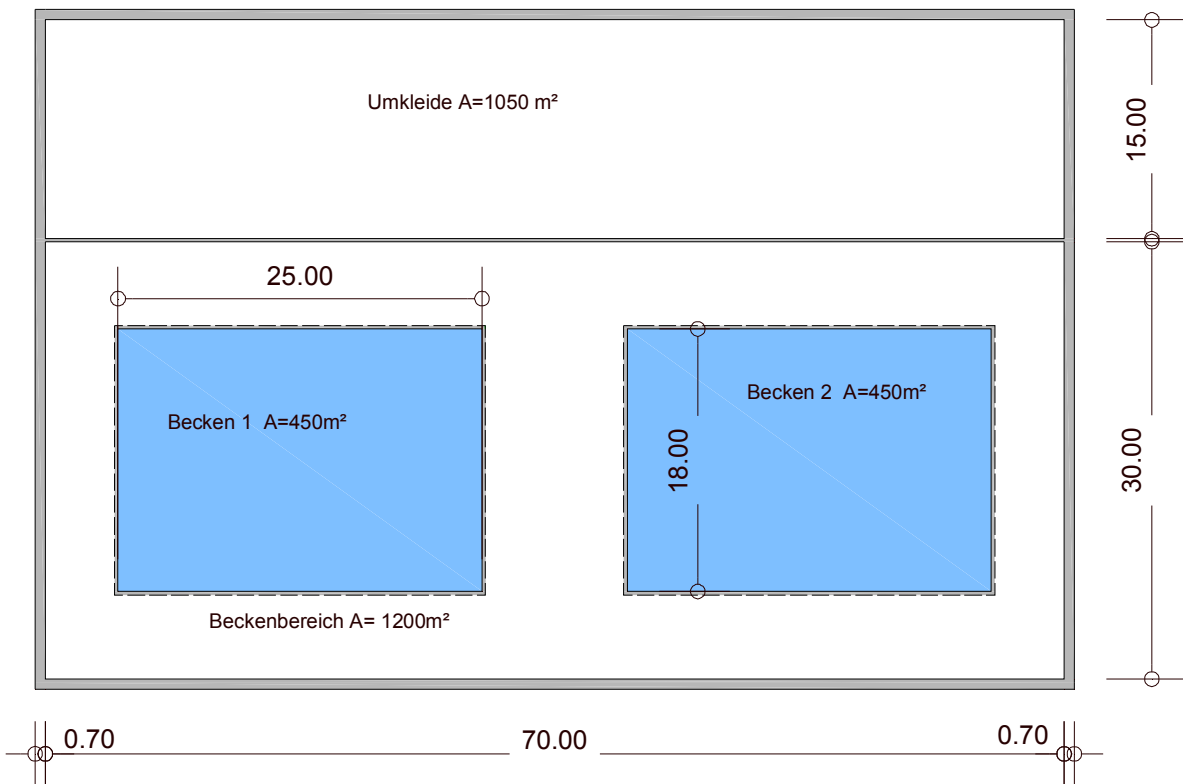 Umkleide A=1050 m²
15.00
25.00
Becken 1 A=450m²
Becken 2 A=450m²
18.00
30.00
Beckenbereich A= 1200m²
0.70
70.00
0.70